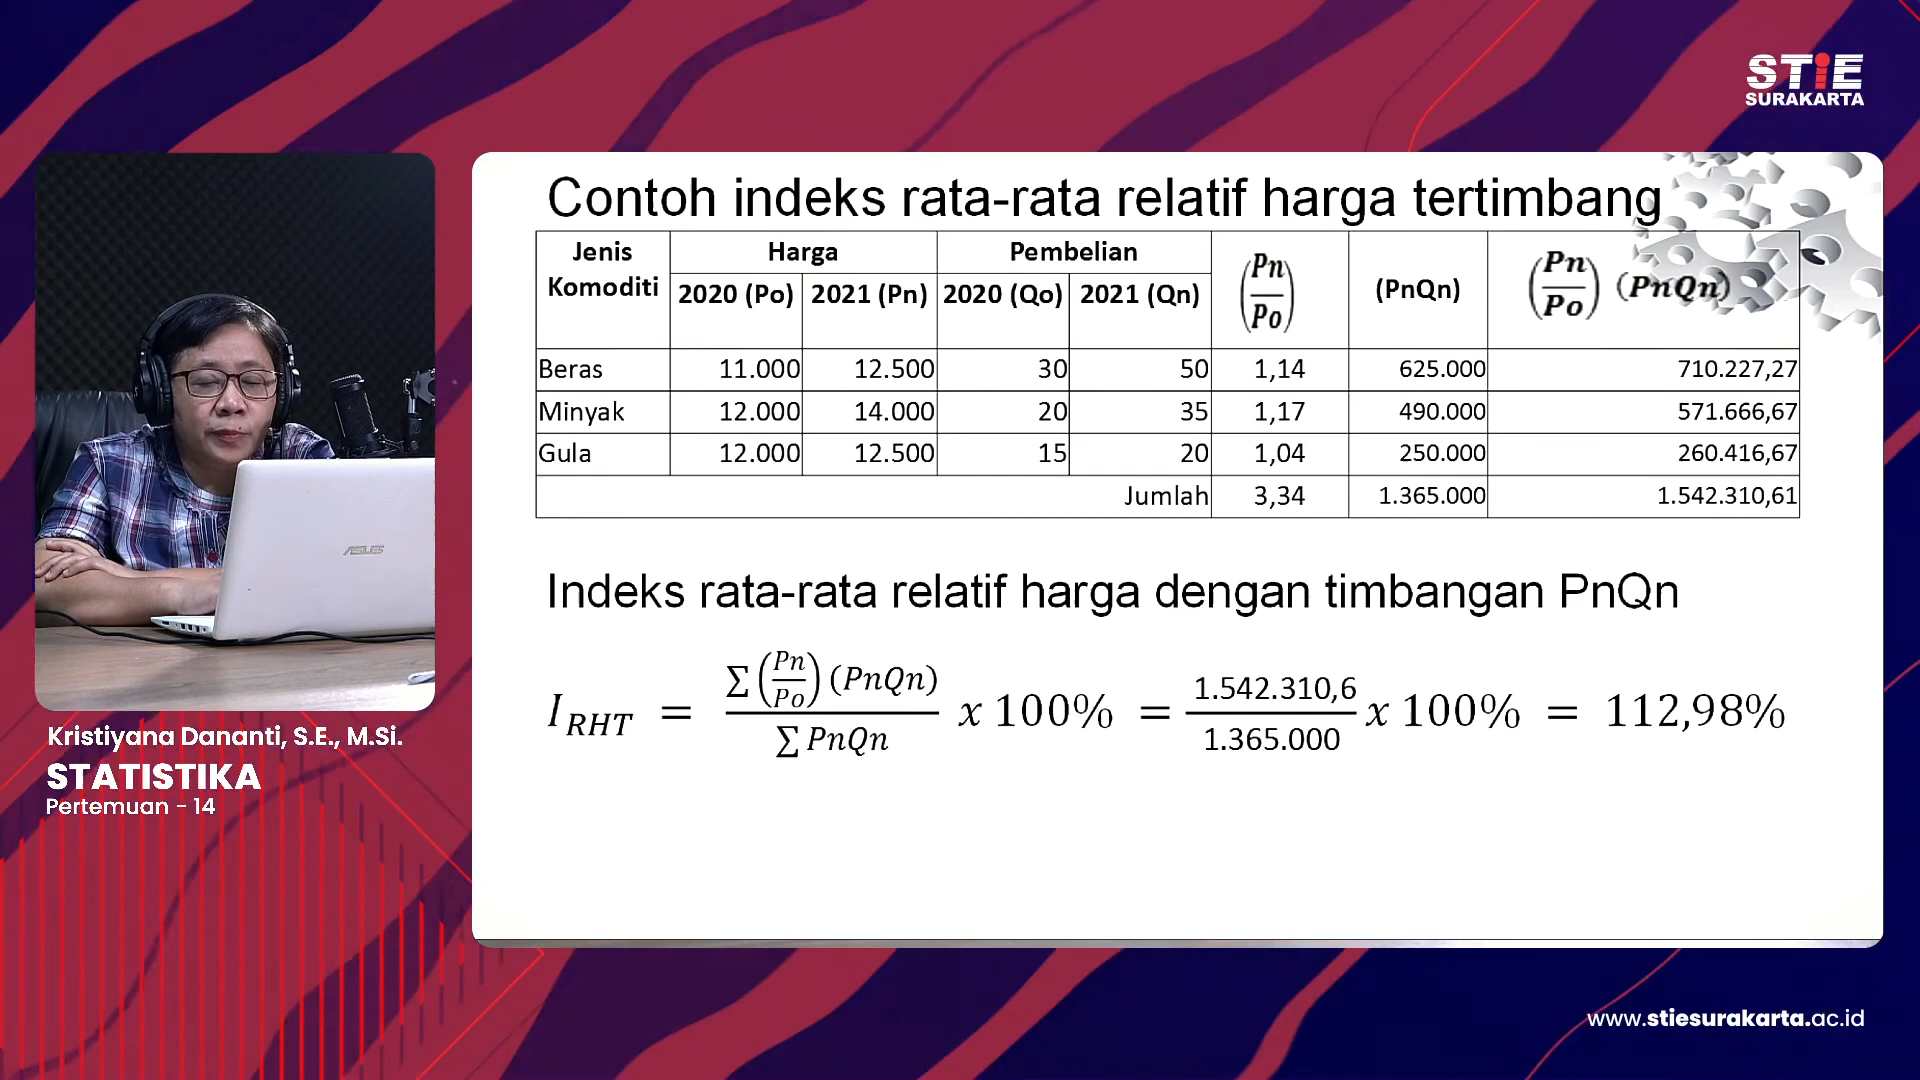 STiE
SURAKARTA
Contoh indeks rata-rata relatif harga tertimbang
Jenis Komoditi | Harga | Pembelian | (Pn/Po) | (PnQn) | (Pn/Po) (PnQn)
2020 (Po) | 2021 (Pn) | 2020 (Qo) | 2021 (Qn)
Beras | 11.000 | 12.500 | 30 | 50 | 1,14 | 625.000 | 710.227,27
Minyak | 12.000 | 14.000 | 20 | 35 | 1,17 | 490.000 | 571.666,67
Gula | 12.000 | 12.500 | 15 | 20 | 1,04 | 250.000 | 260.416,67
Jumlah | 3,34 | 1.365.000 | 1.542.310,61
Indeks rata-rata relatif harga dengan timbangan PnQn
I RHT = ∑ (Pn/Po) (PnQn) / ∑ PnQn x 100% = 1.542.310,6 / 1.365.000 x 100% = 112,98%
ASUS
Kristiyana Dananti, S.E., M.Si.
STATISTIKA
Pertemuan - 14
www.stiesurakarta.ac.id